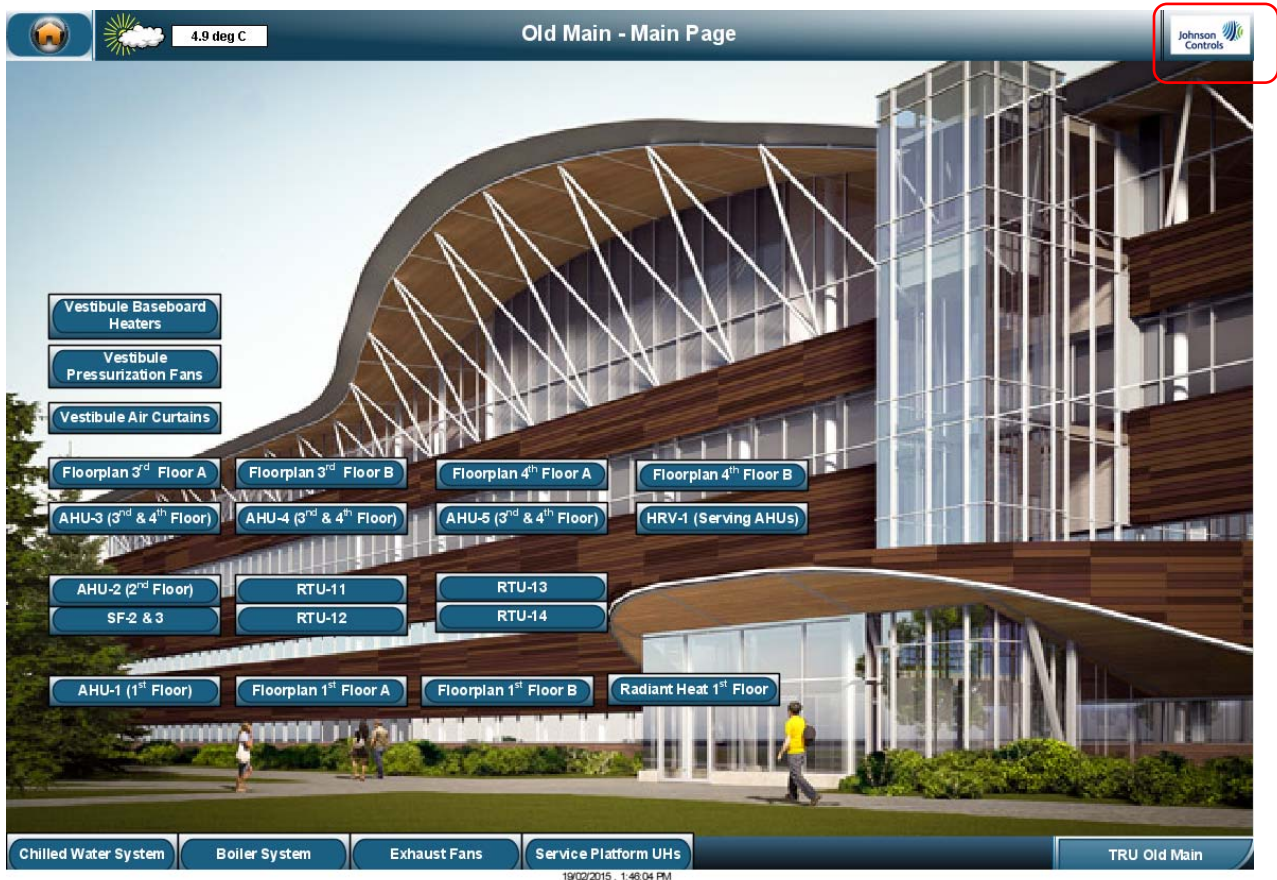 4.9 deg C
Old Main - Main Page
Johnson
Controls
Vestibule Baseboard
Heaters
Vestibule
Pressurization Fans
Vestibule Air Curtains
Floorplan 3rd Floor A
Floorplan 3rd Floor B
Floorplan 4th Floor A
Floorplan 4th Floor B
AHU-3 (3nd & 4th Floor)
AHU-4 (3nd & 4th Floor)
AHU-5 (3nd & 4th Floor)
HRV-1 (Serving AHUs)
AHU-2 (2nd Floor)
RTU-11
RTU-13
SF-2 & 3
RTU-12
RTU-14
AHU-1 (1st Floor)
Floorplan 1st Floor A
Floorplan 1st Floor B
Radiant Heat 1st Floor
Chilled Water System
Boiler System
Exhaust Fans
Service Platform UHs
TRU Old Main
19/02/2015 , 1:46:04 PM